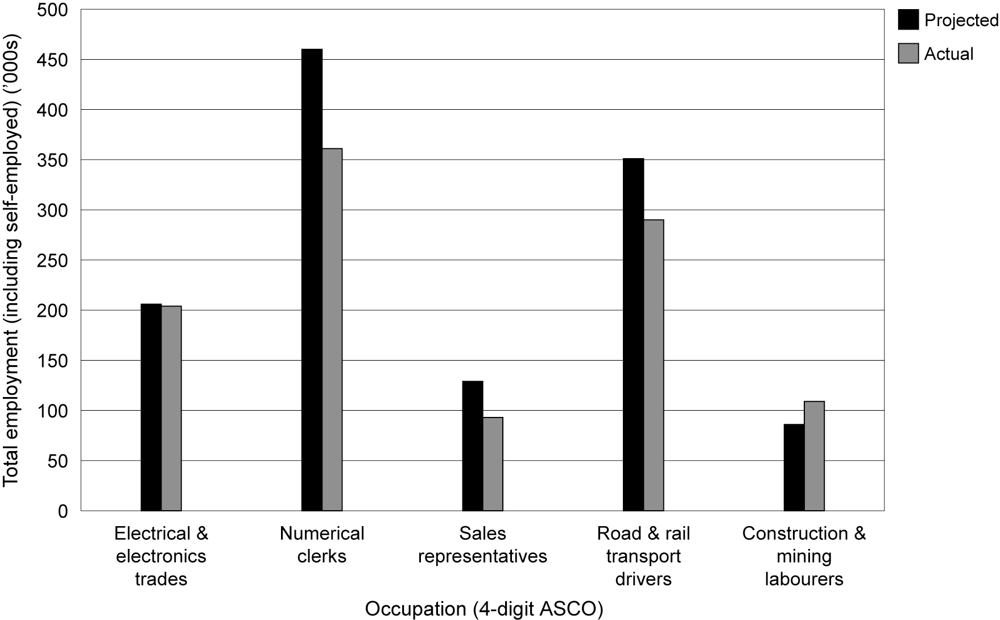 Total employment (including self-employed) (’000s)
500
450
400
350
300
250
200
150
100
50
0
Projected
Actual
Electrical &
electronics
trades
Numerical
clerks
Sales
representatives
Road & rail
transport
drivers
Construction &
mining
labourers
Occupation (4-digit ASCO)